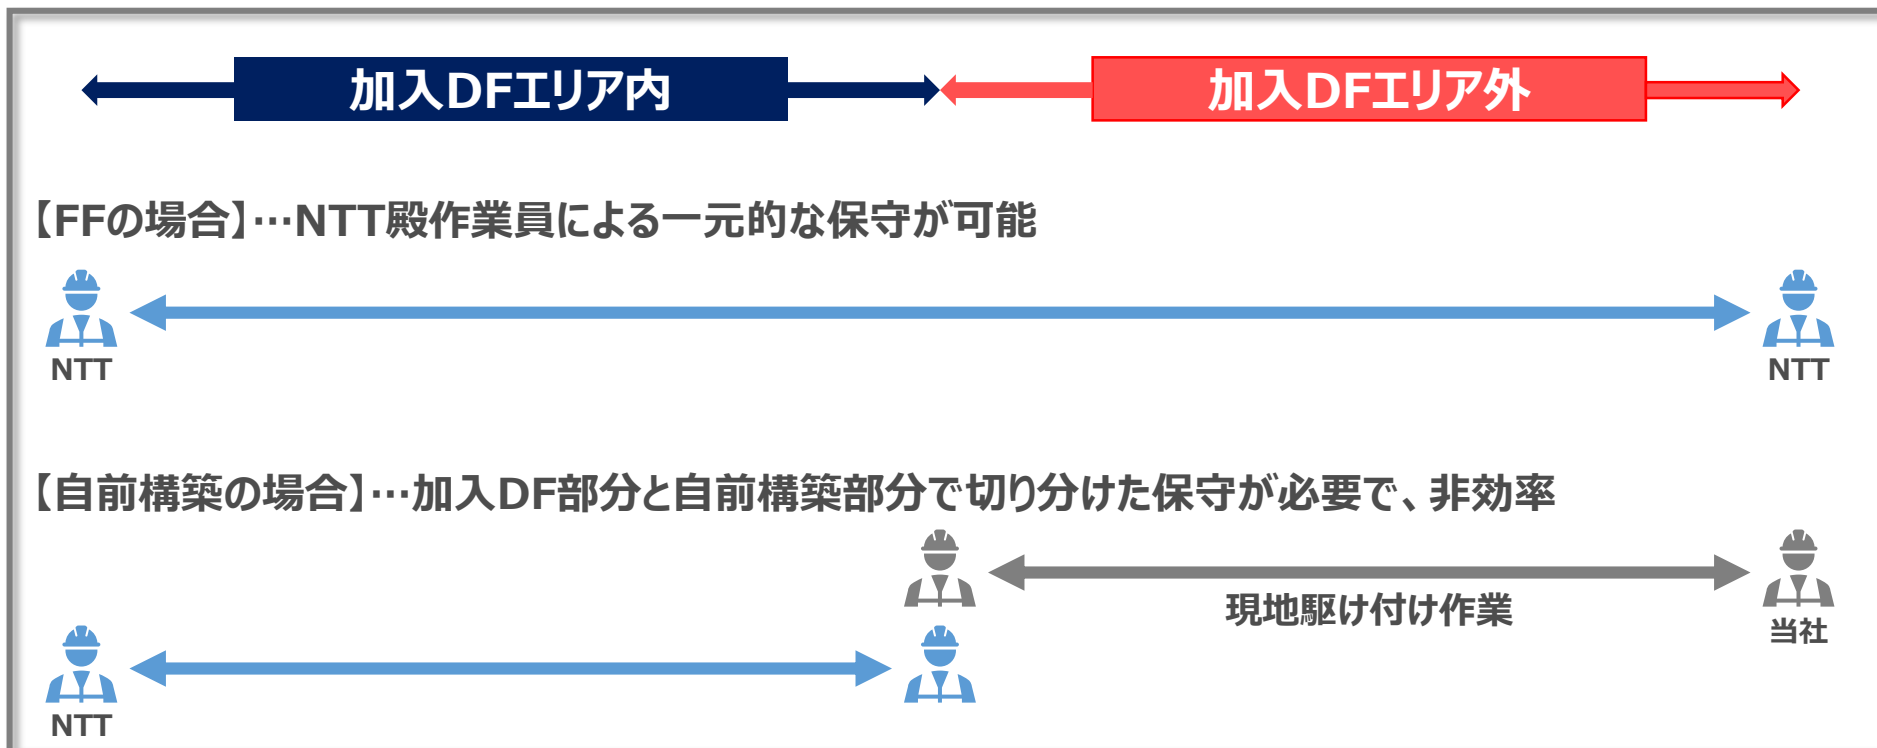 加入DFエリア内
加入DFエリア外
【FFの場合】…NTT殿作業員による一元的な保守が可能
NTT
NTT
【自前構築の場合】…加入DF部分と自前構築部分で切り分けた保守が必要で、非効率
現地駆け付け作業
当社
NTT